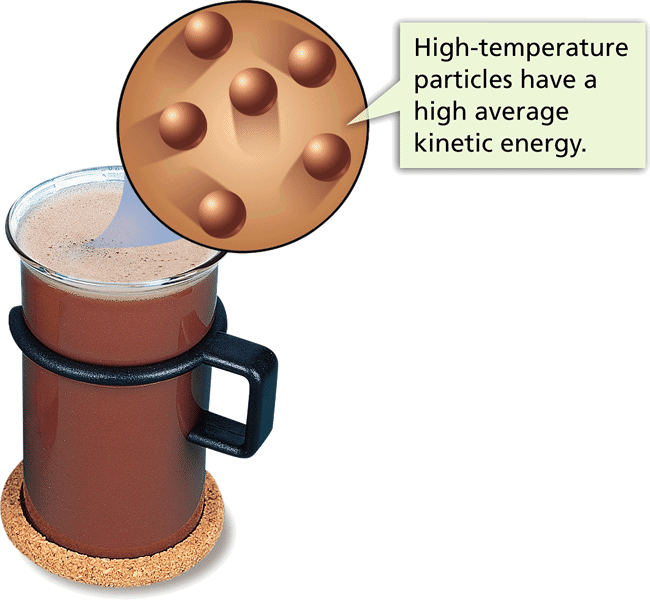 High-temperature
particles have a
high average
kinetic energy.